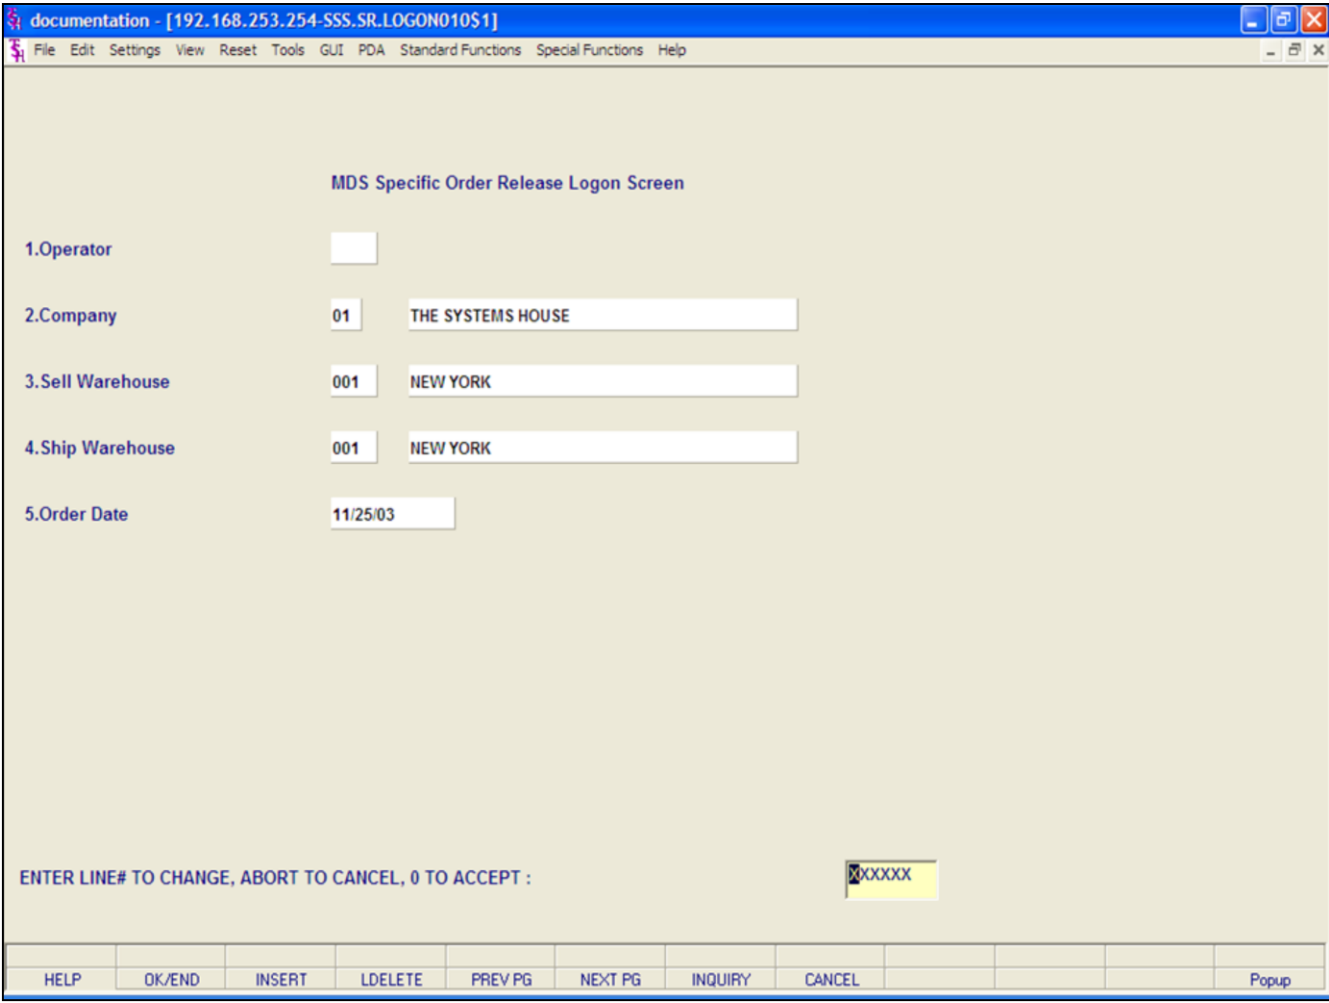 documentation - [192.168.253.254-SSS.SR.LOGON010$1]
File Edit Settings View Reset Tools GUI PDA Standard Functions Special Functions Help
MDS Specific Order Release Logon Screen
1.Operator
2.Company 01 THE SYSTEMS HOUSE
3.Sell Warehouse 001 NEW YORK
4.Ship Warehouse 001 NEW YORK
5.Order Date 11/25/03
ENTER LINE# TO CHANGE, ABORT TO CANCEL, 0 TO ACCEPT : XXXXXX
HELP OK/END INSERT LDELETE PREV PG NEXT PG INQUIRY CANCEL Popup